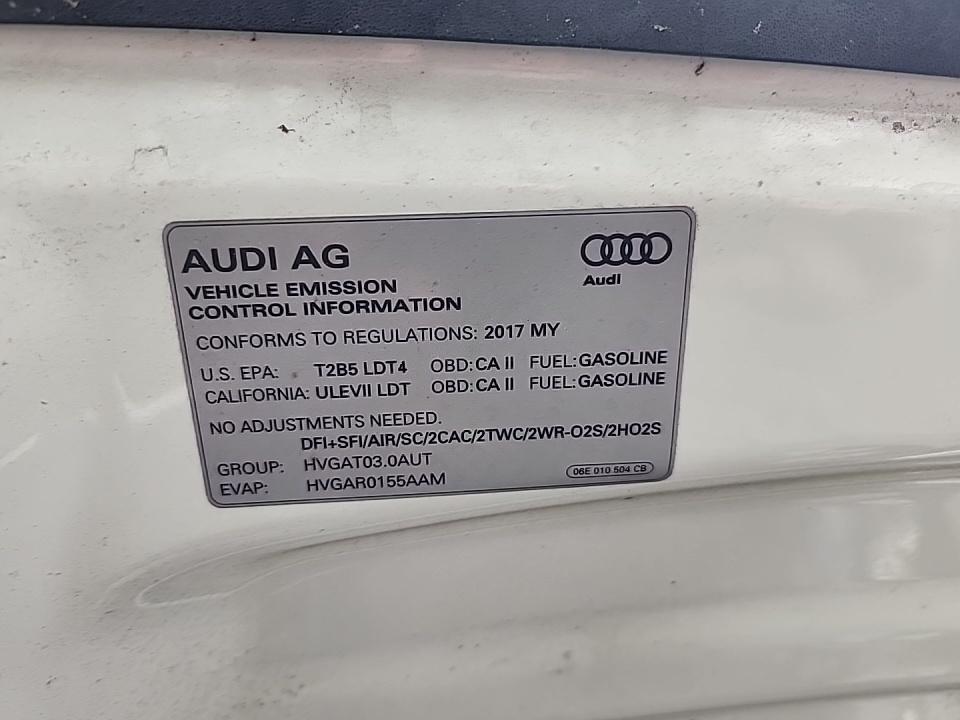 AUDI AG
Audi
VEHICLE EMISSION
CONTROL INFORMATION
CONFORMS TO REGULATIONS: 2017 MY
U.S. EPA: T2B5 LDT4 OBD: CA II FUEL: GASOLINE
CALIFORNIA: ULEVII LDT OBD: CA II FUEL: GASOLINE
NO ADJUSTMENTS NEEDED.
DFI+SFI/AIR/SC/2CAC/2TWC/2WR-O2S/2HO2S
GROUP: HVGAT03.0AUT
EVAP: HVGAR0155AAM
06E 010 504 CB